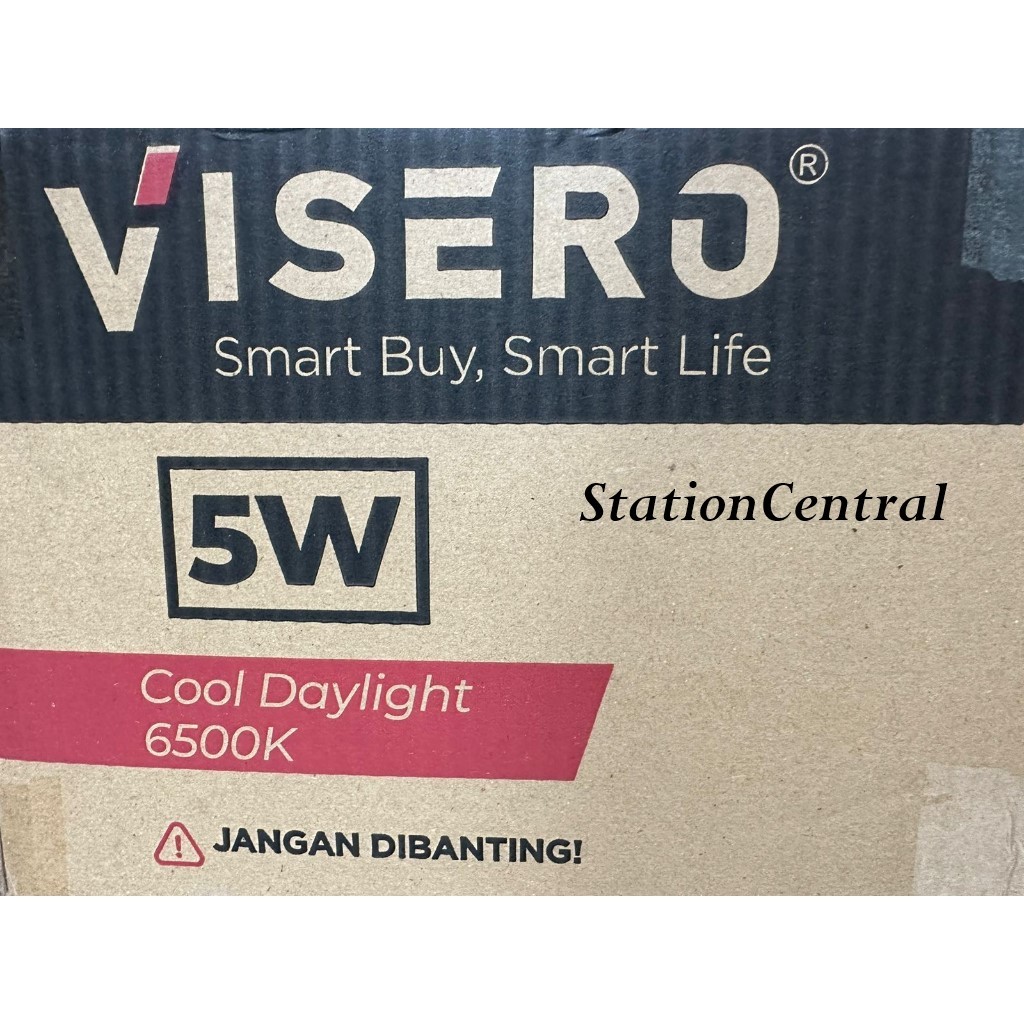 VISERO®
Smart Buy, Smart Life
5W
StationCentral
Cool Daylight
6500K
JANGAN DIBANTING!